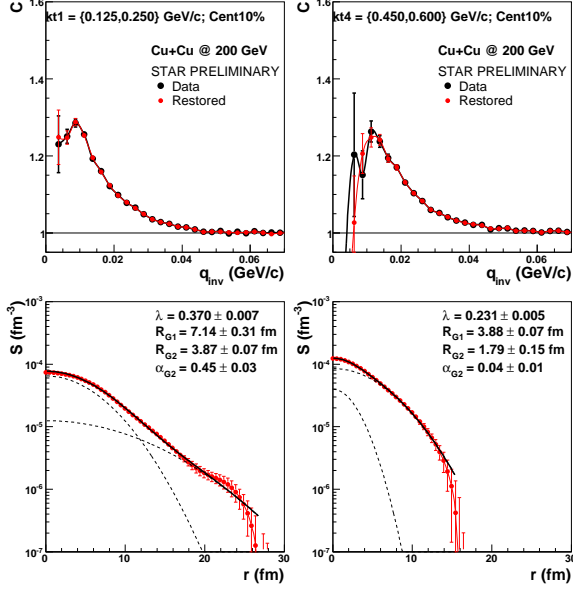 C
kt1 = {0.125,0.250} GeV/c; Cent10%
Cu+Cu @ 200 GeV
STAR PRELIMINARY
Data
Restored
1.6
1.4
1.2
1
0 0.02 0.04 0.06
q_inv (GeV/c)
C
kt4 = {0.450,0.600} GeV/c; Cent10%
Cu+Cu @ 200 GeV
STAR PRELIMINARY
Data
Restored
1.6
1.4
1.2
1
0 0.02 0.04 0.06
q_inv (GeV/c)
S (fm⁻³)
λ = 0.370 ± 0.007
R_G1 = 7.14 ± 0.31 fm
R_G2 = 3.87 ± 0.07 fm
α_G2 = 0.45 ± 0.03
10⁻³
10⁻⁴
10⁻⁵
10⁻⁶
10⁻⁷
0 10 20 30
r (fm)
S (fm⁻³)
λ = 0.231 ± 0.005
R_G1 = 3.88 ± 0.07 fm
R_G2 = 1.79 ± 0.15 fm
α_G2 = 0.04 ± 0.01
10⁻³
10⁻⁴
10⁻⁵
10⁻⁶
10⁻⁷
0 10 20 30
r (fm)